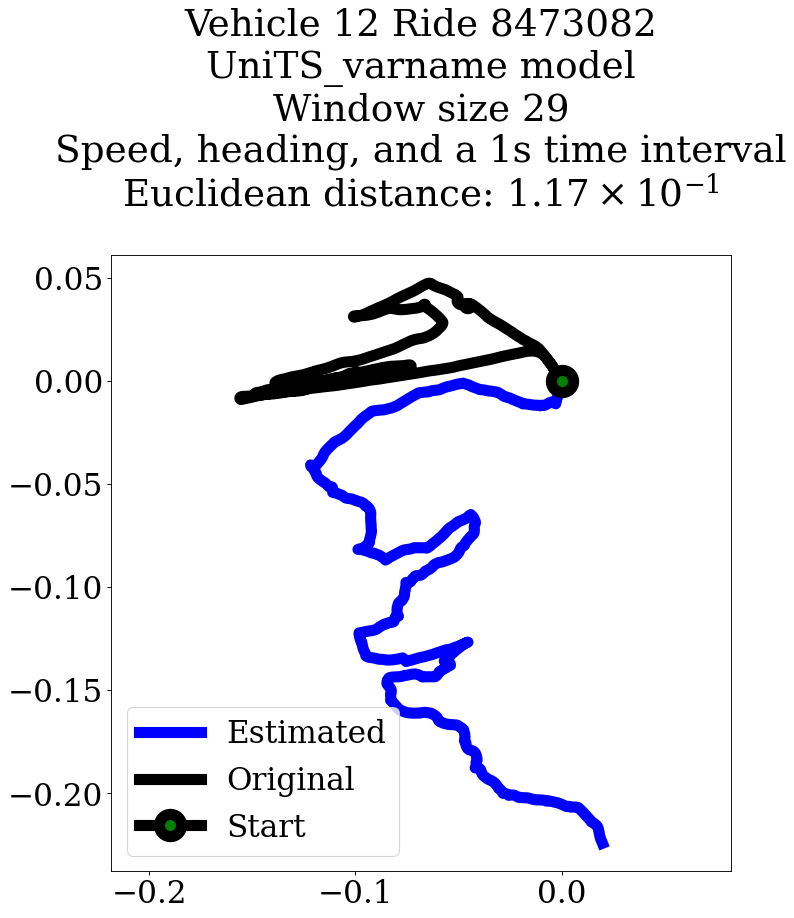 Vehicle 12 Ride 8473082
UniTS_varname model
Window size 29
Speed, heading, and a 1s time interval
Euclidean distance: 1.17 × 10⁻¹
0.05
0.00
−0.05
−0.10
−0.15
−0.20
Estimated
Original
Start
−0.2 −0.1 0.0